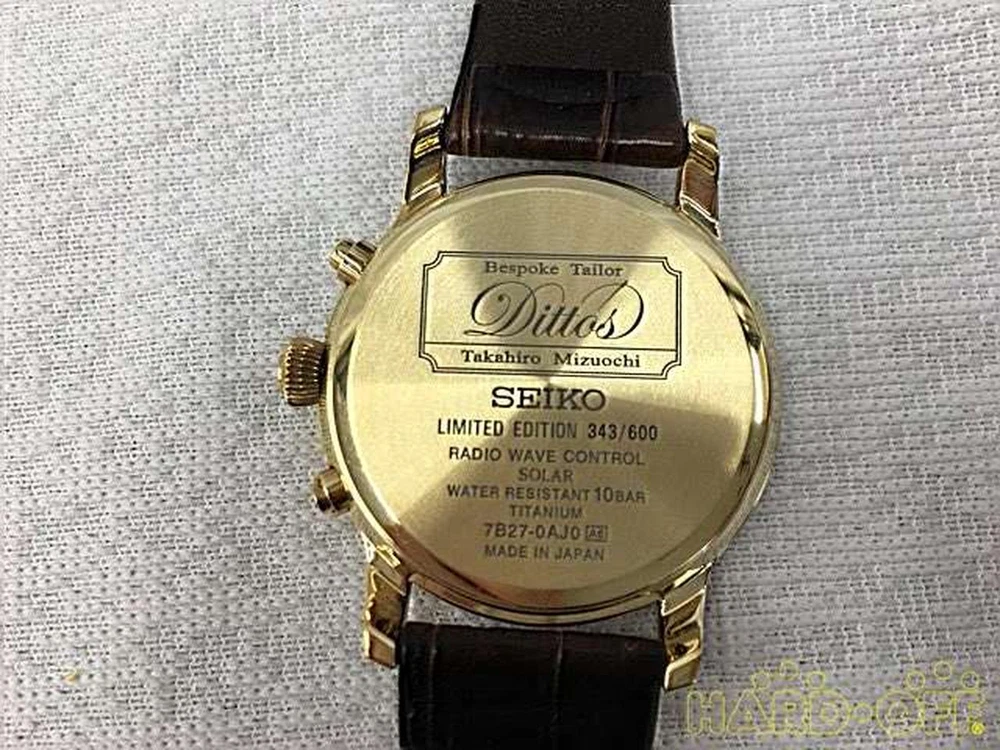 Bespoke Tailor
Dittos
Takahiro Mizuochi
SEIKO
LIMITED EDITION 343/600
RADIO WAVE CONTROL
SOLAR
WATER RESISTANT 10BAR
TITANIUM
7B27-0AJ0
MADE IN JAPAN
HARD-OFF